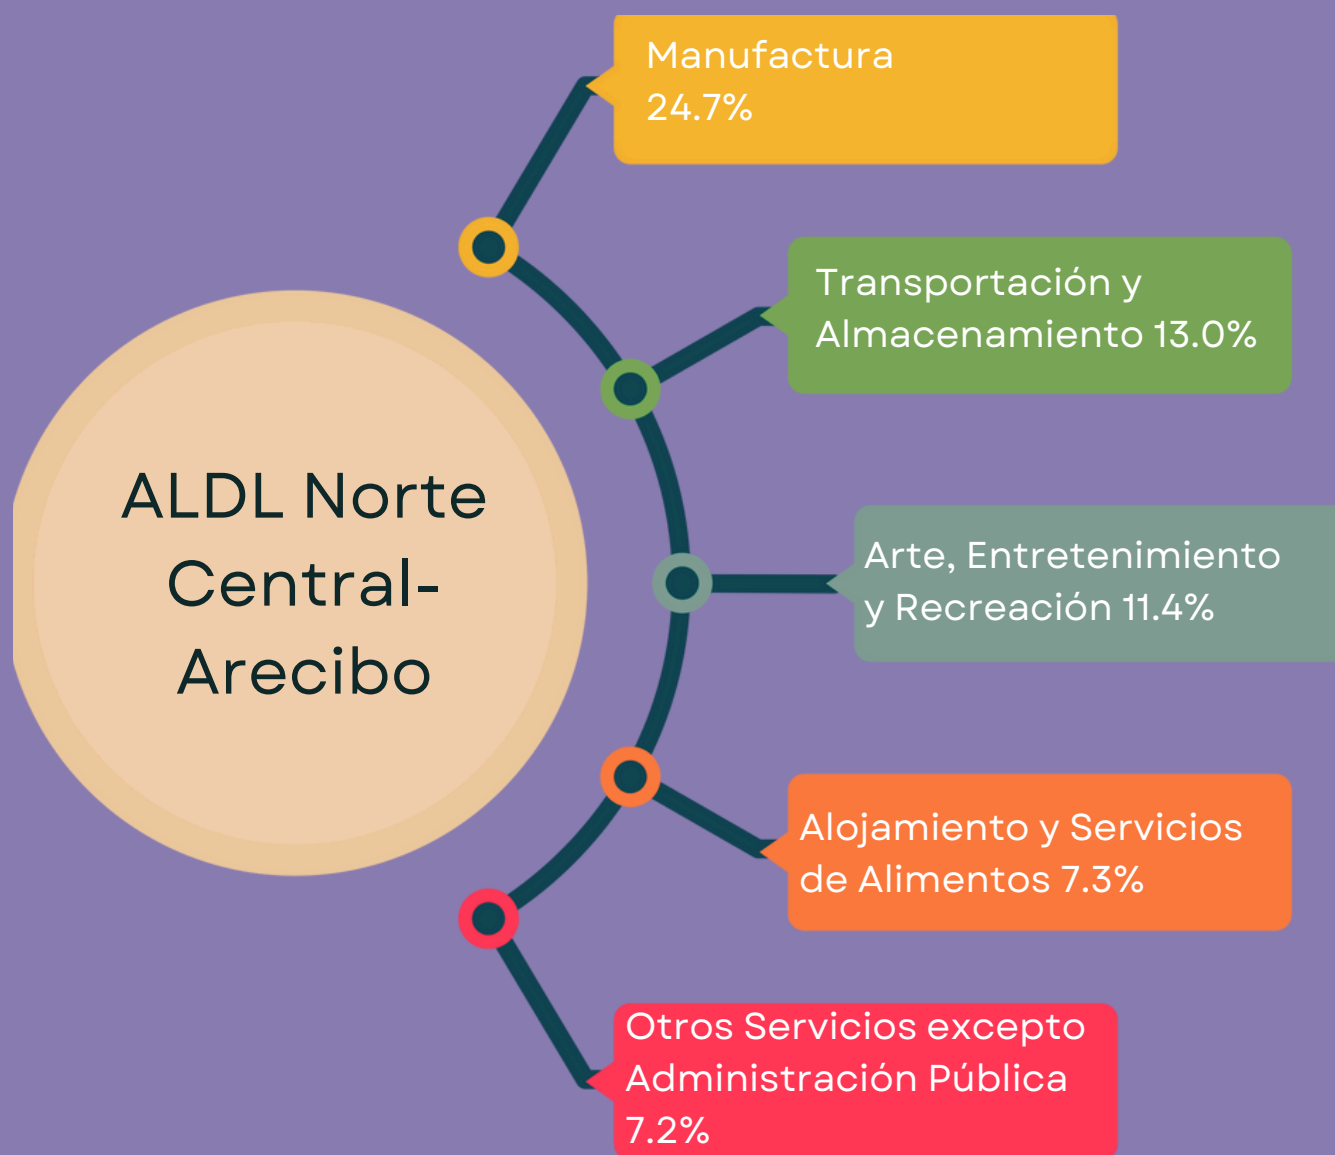 Manufactura
24.7%
Transportación y
Almacenamiento 13.0%
ALDL Norte
Central-
Arecibo
Arte, Entretenimiento
y Recreación 11.4%
Alojamiento y Servicios
de Alimentos 7.3%
Otros Servicios excepto
Administración Pública
7.2%